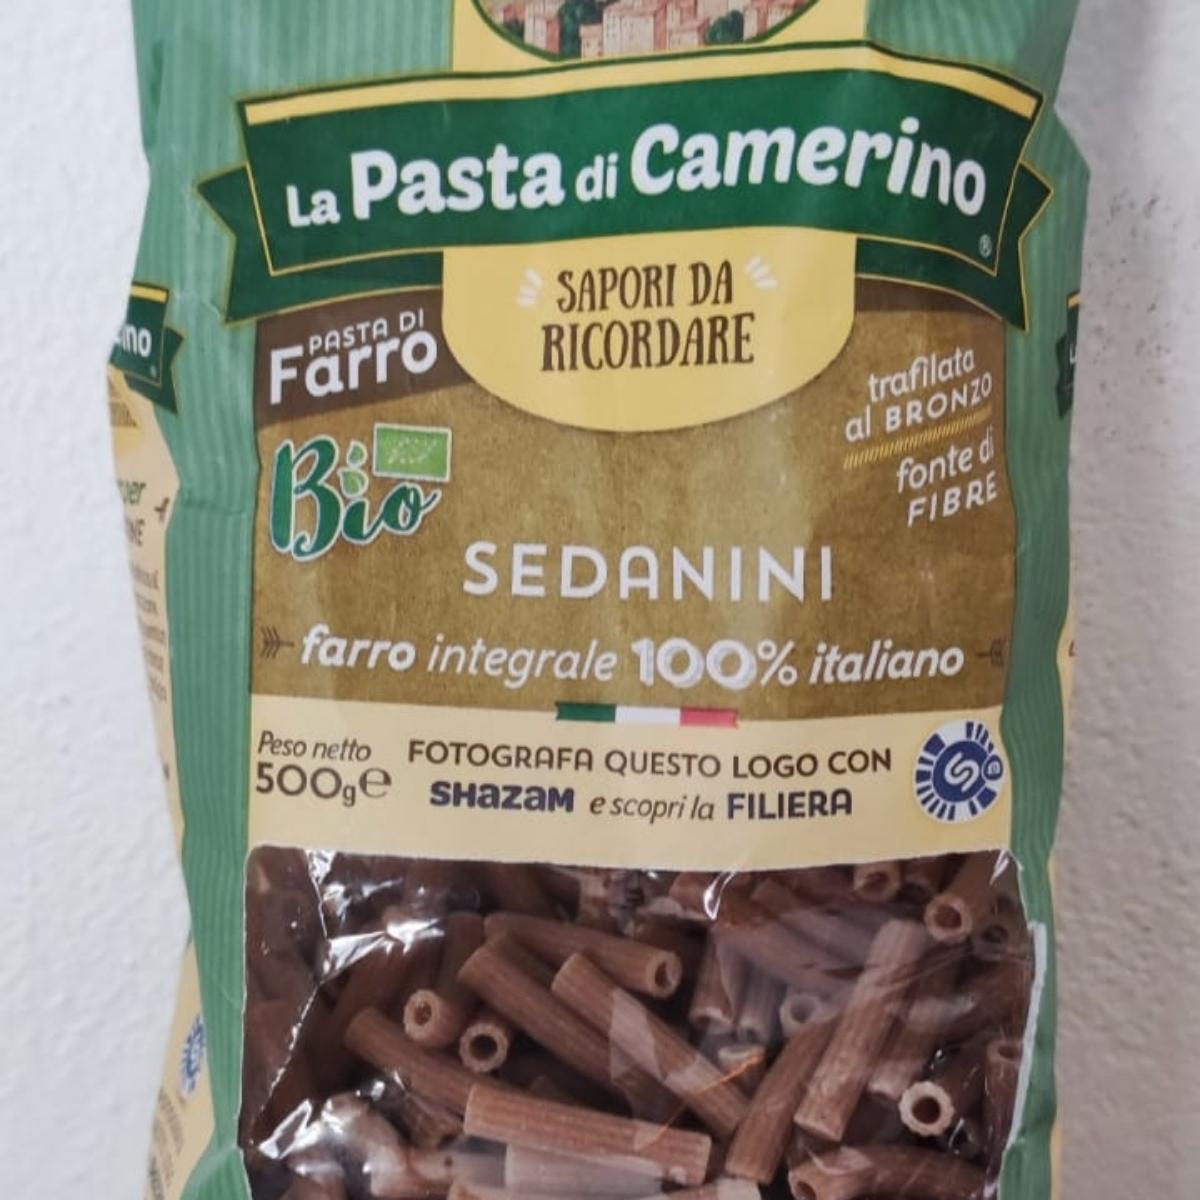 La Pasta di Camerino
®
SAPORI DA
RICORDARE
PASTA DI
Farro
Bio
trafilata
al BRONZO
fonte di
FIBRE
SEDANINI
farro integrale 100% italiano
Peso netto
500g e
FOTOGRAFA QUESTO LOGO CON
SHAZAM e scopri la FILIERA